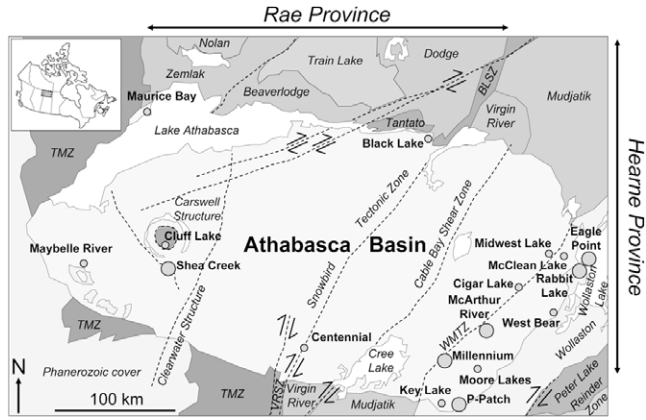 Rae Province
Nolan
Dodge
Train Lake
Zemlak
BLSZ
Beaverlodge
Mudjatik
Maurice Bay
Virgin
River
Tantato
Lake Athabasca
Black Lake
TMZ
Hearne Province
Carswell
Structure
Tectonic Zone
Cable Bay Shear Zone
Cluff Lake
Athabasca Basin
Eagle
Point
Midwest Lake
Maybelle River
Shea Creek
McClean Lake
Rabbit
Lake
Wollaston
Lake
Cigar Lake
Snowbird
McArthur
River
Clearwater Structure
West Bear
TMZ
WMTZ
Wollaston
Centennial
Cree
Lake
Millennium
Phanerozoic cover
Moore Lakes
N
TMZ
VRSZ
Virgin
River
Mudjatik
Key Lake
P-Patch
Peter Lake
Reinder
Zone
100 km